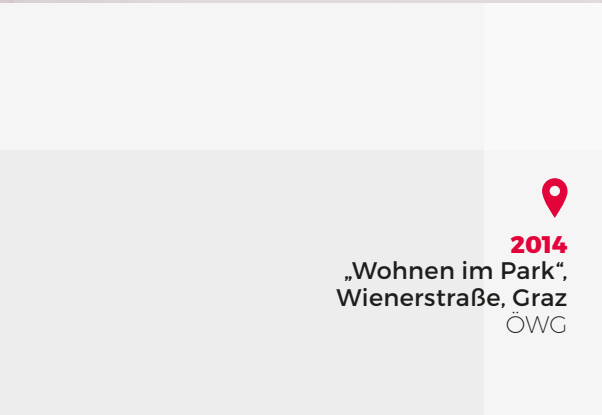 2014
„Wohnen im Park“,
Wienerstraße, Graz
ÖWG